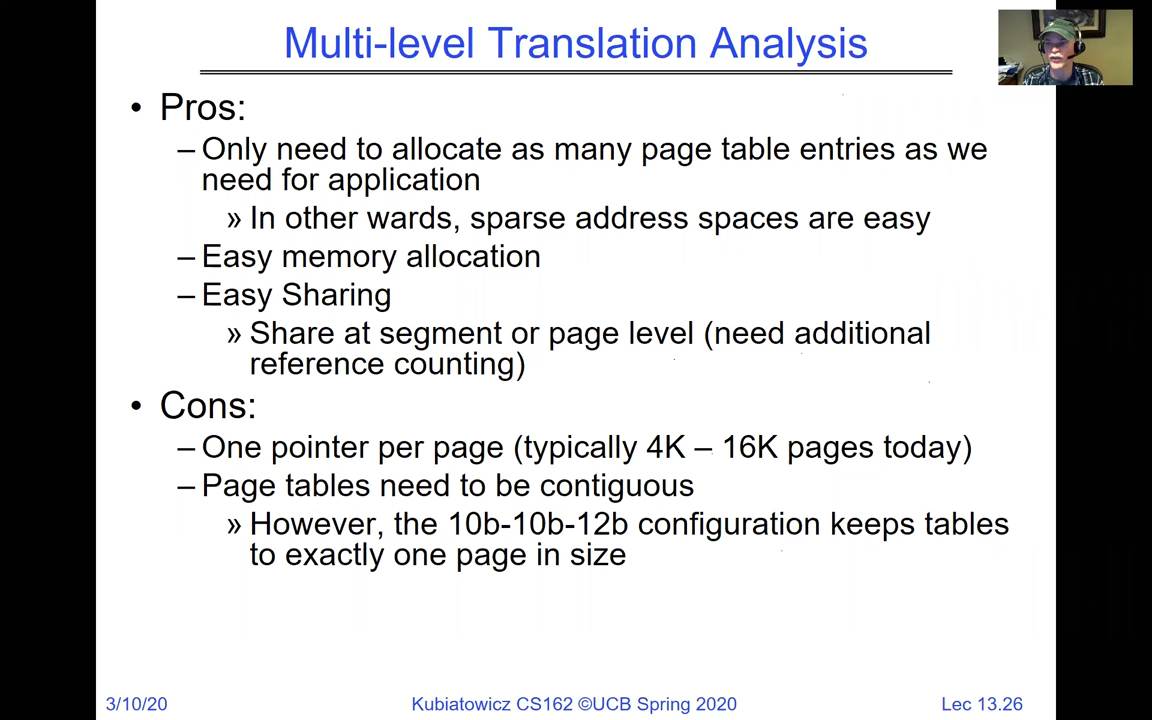 Multi-level Translation Analysis
• Pros:
– Only need to allocate as many page table entries as we
need for application
» In other wards, sparse address spaces are easy
– Easy memory allocation
– Easy Sharing
» Share at segment or page level (need additional
reference counting)
• Cons:
– One pointer per page (typically 4K – 16K pages today)
– Page tables need to be contiguous
» However, the 10b-10b-12b configuration keeps tables
to exactly one page in size
3/10/20
Kubiatowicz CS162 ©UCB Spring 2020
Lec 13.26